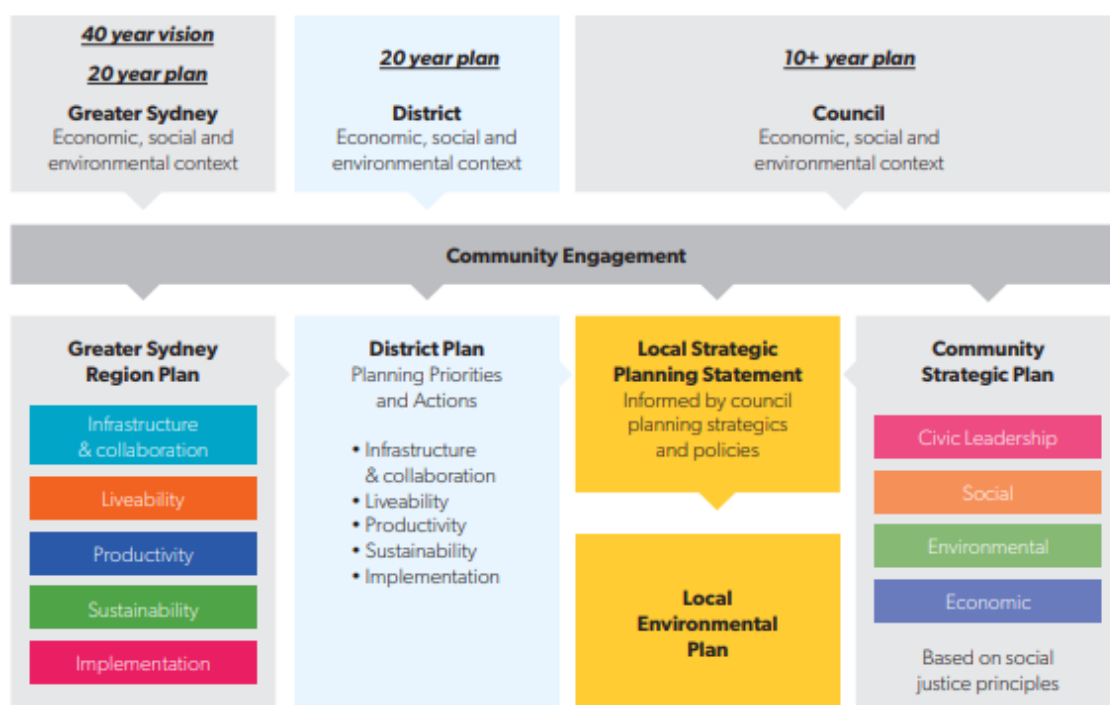 40 year vision
20 year plan
Greater Sydney
Economic, social and
environmental context
20 year plan
District
Economic, social and
environmental context
10+ year plan
Council
Economic, social and
environmental context
Community Engagement
Greater Sydney
Region Plan
Infrastructure
& collaboration
Liveability
Productivity
Sustainability
Implementation
District Plan
Planning Priorities
and Actions
• Infrastructure
& collaboration
• Liveability
• Productivity
• Sustainability
• Implementation
Local Strategic
Planning Statement
Informed by council
planning strategics
and policies
Local
Environmental
Plan
Community
Strategic Plan
Civic Leadership
Social
Environmental
Economic
Based on social
justice principles